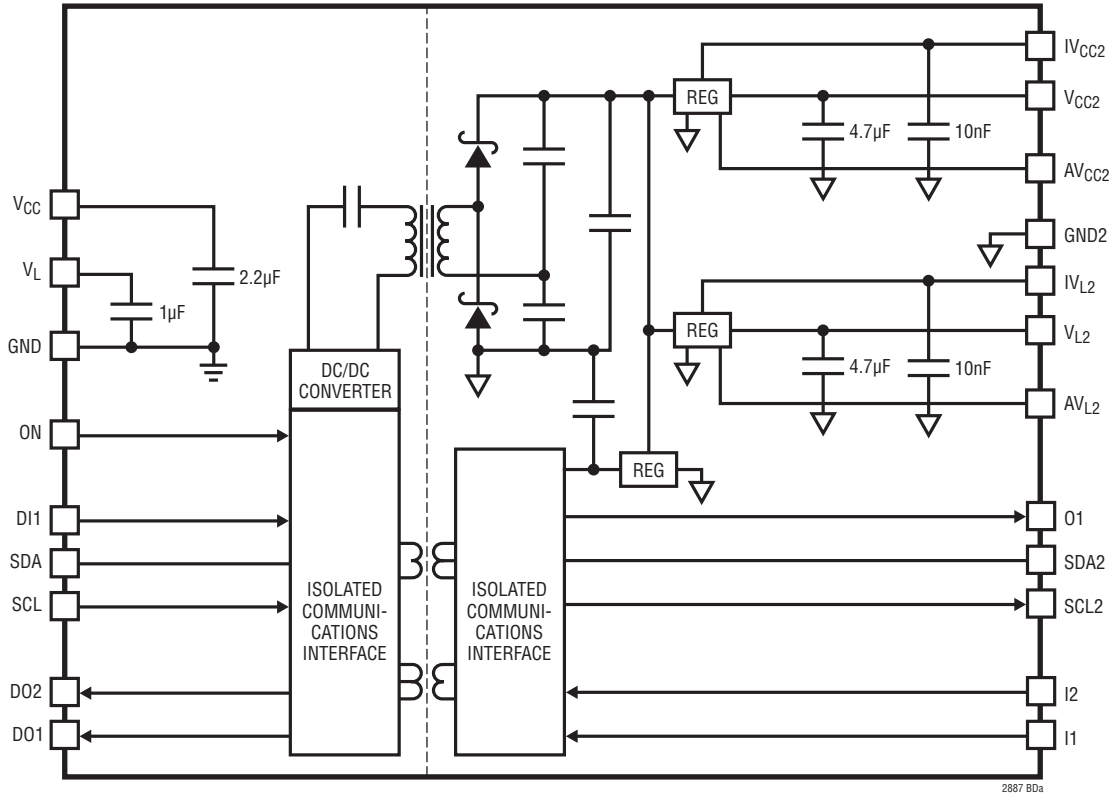 VCC
VL
GND
ON
DI1
SDA
SCL
DO2
DO1
2.2µF
1µF
DC/DC
CONVERTER
ISOLATED
COMMUNI-
CATIONS
INTERFACE
ISOLATED
COMMUNI-
CATIONS
INTERFACE
REG
4.7µF
10nF
REG
4.7µF
10nF
REG
IVCC2
VCC2
AVCC2
GND2
IVL2
VL2
AVL2
O1
SDA2
SCL2
I2
I1
2887 BDa